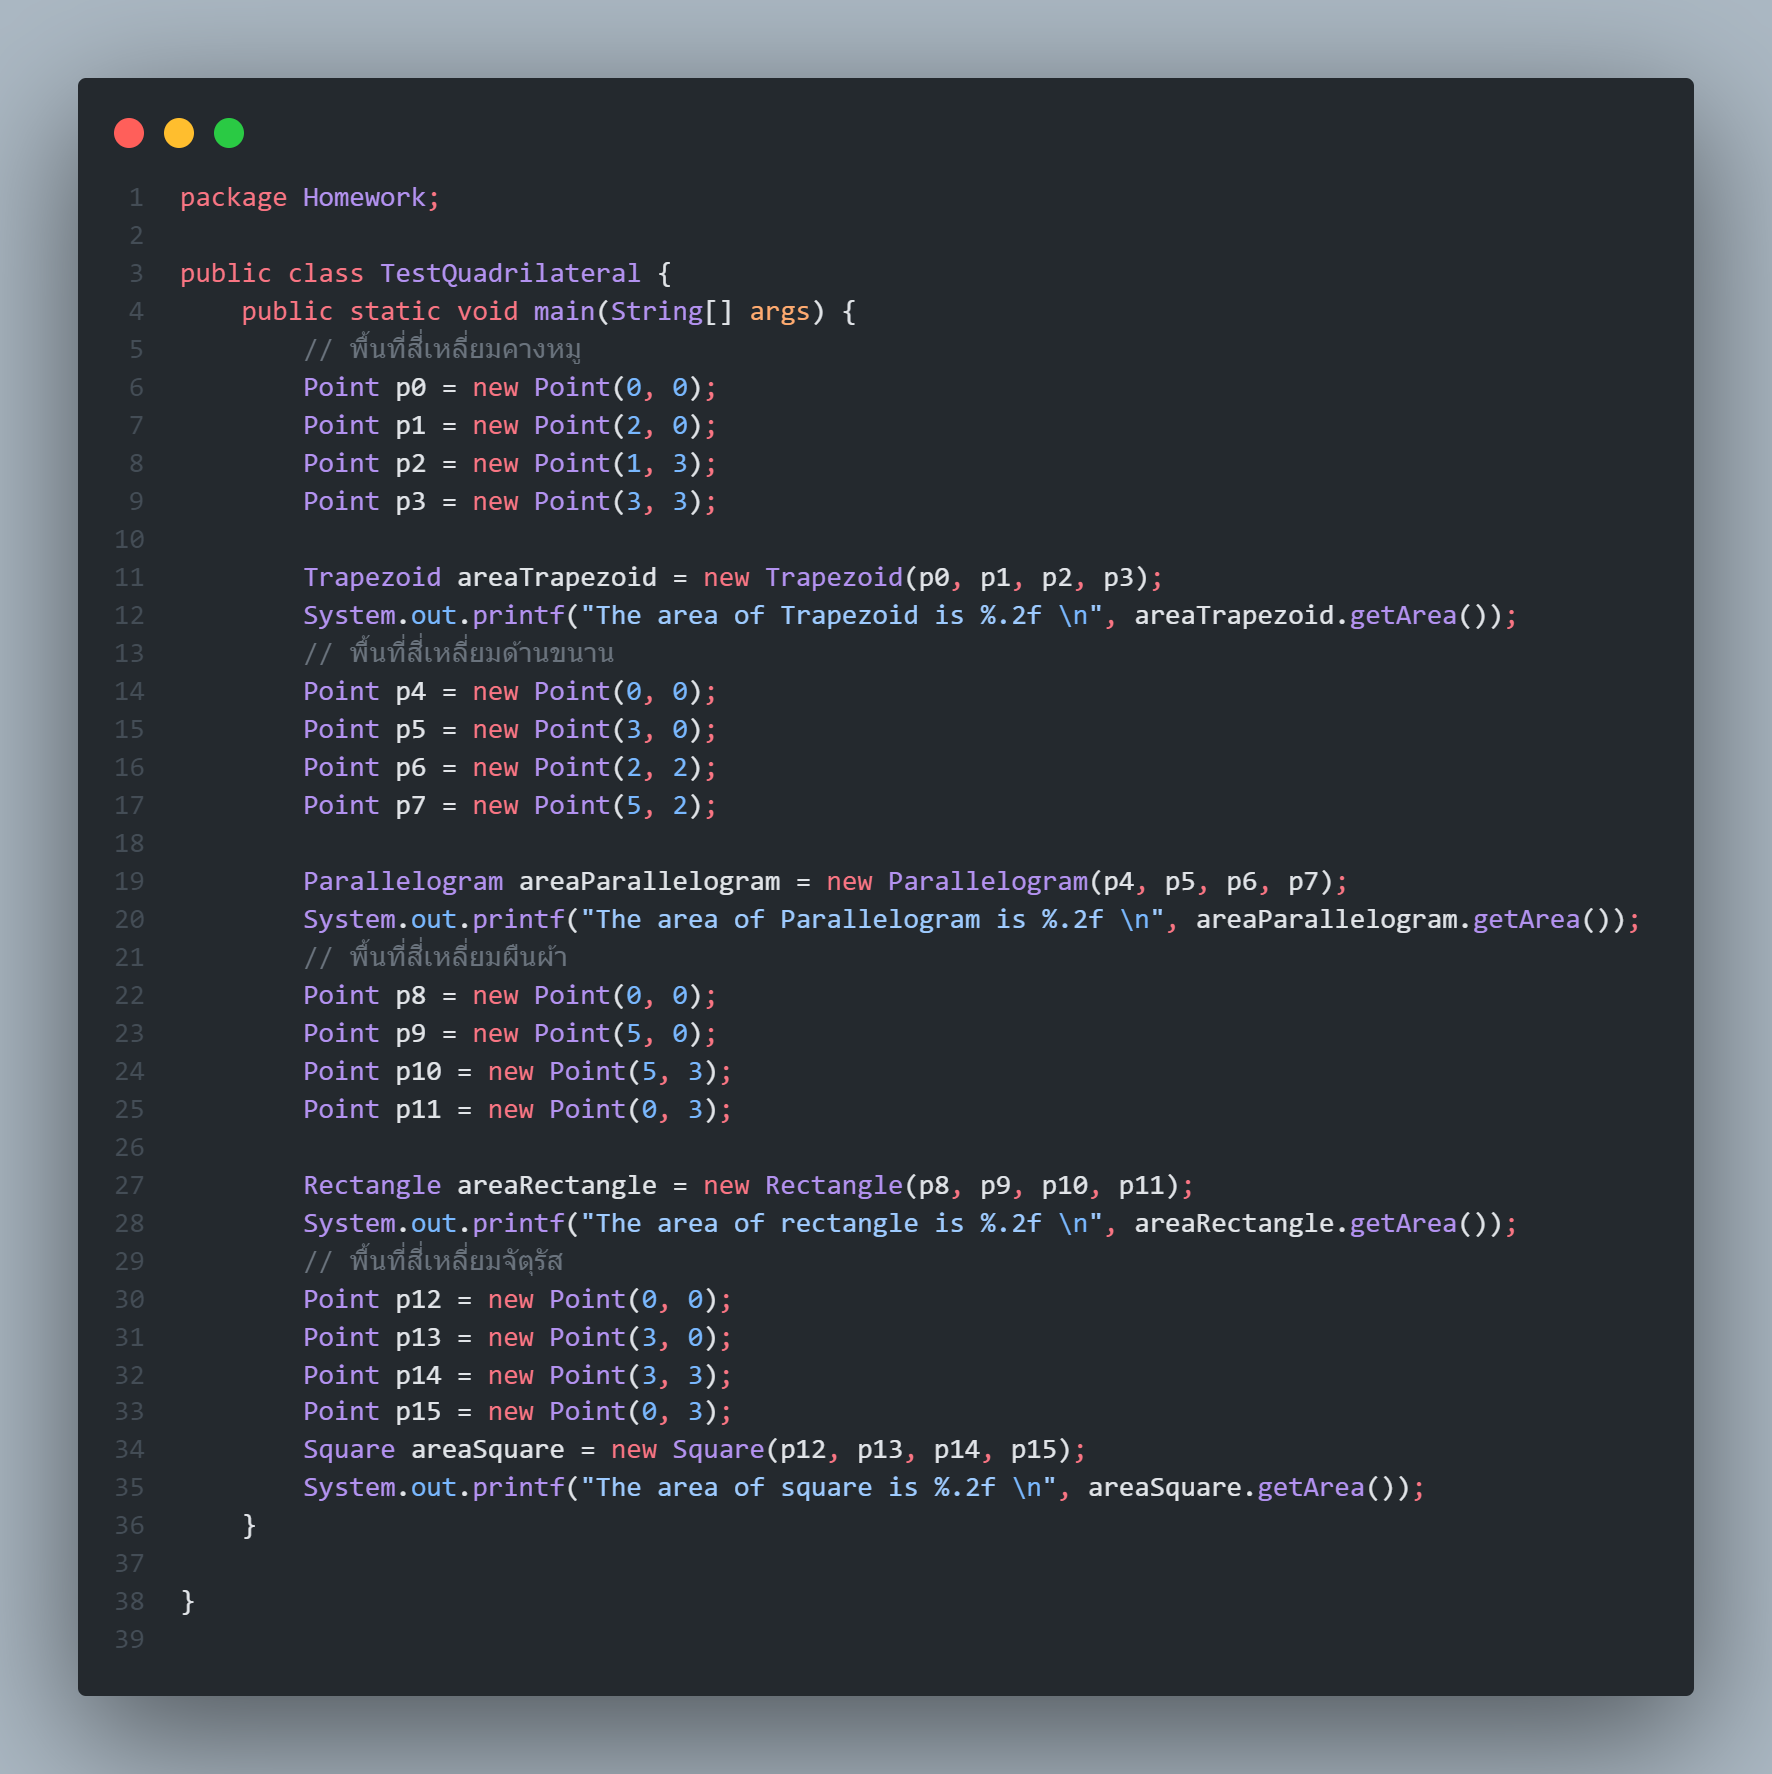 1 package Homework;
2
3 public class TestQuadrilateral {
4     public static void main(String[] args) {
5         // พื้นที่สี่เหลี่ยมคางหมู
6         Point p0 = new Point(0, 0);
7         Point p1 = new Point(2, 0);
8         Point p2 = new Point(1, 3);
9         Point p3 = new Point(3, 3);
10
11         Trapezoid areaTrapezoid = new Trapezoid(p0, p1, p2, p3);
12         System.out.printf("The area of Trapezoid is %.2f \n", areaTrapezoid.getArea());
13         // พื้นที่สี่เหลี่ยมด้านขนาน
14         Point p4 = new Point(0, 0);
15         Point p5 = new Point(3, 0);
16         Point p6 = new Point(2, 2);
17         Point p7 = new Point(5, 2);
18
19         Parallelogram areaParallelogram = new Parallelogram(p4, p5, p6, p7);
20         System.out.printf("The area of Parallelogram is %.2f \n", areaParallelogram.getArea());
21         // พื้นที่สี่เหลี่ยมผืนผ้า
22         Point p8 = new Point(0, 0);
23         Point p9 = new Point(5, 0);
24         Point p10 = new Point(5, 3);
25         Point p11 = new Point(0, 3);
26
27         Rectangle areaRectangle = new Rectangle(p8, p9, p10, p11);
28         System.out.printf("The area of rectangle is %.2f \n", areaRectangle.getArea());
29         // พื้นที่สี่เหลี่ยมจัตุรัส
30         Point p12 = new Point(0, 0);
31         Point p13 = new Point(3, 0);
32         Point p14 = new Point(3, 3);
33         Point p15 = new Point(0, 3);
34         Square areaSquare = new Square(p12, p13, p14, p15);
35         System.out.printf("The area of square is %.2f \n", areaSquare.getArea());
36     }
37
38 }
39